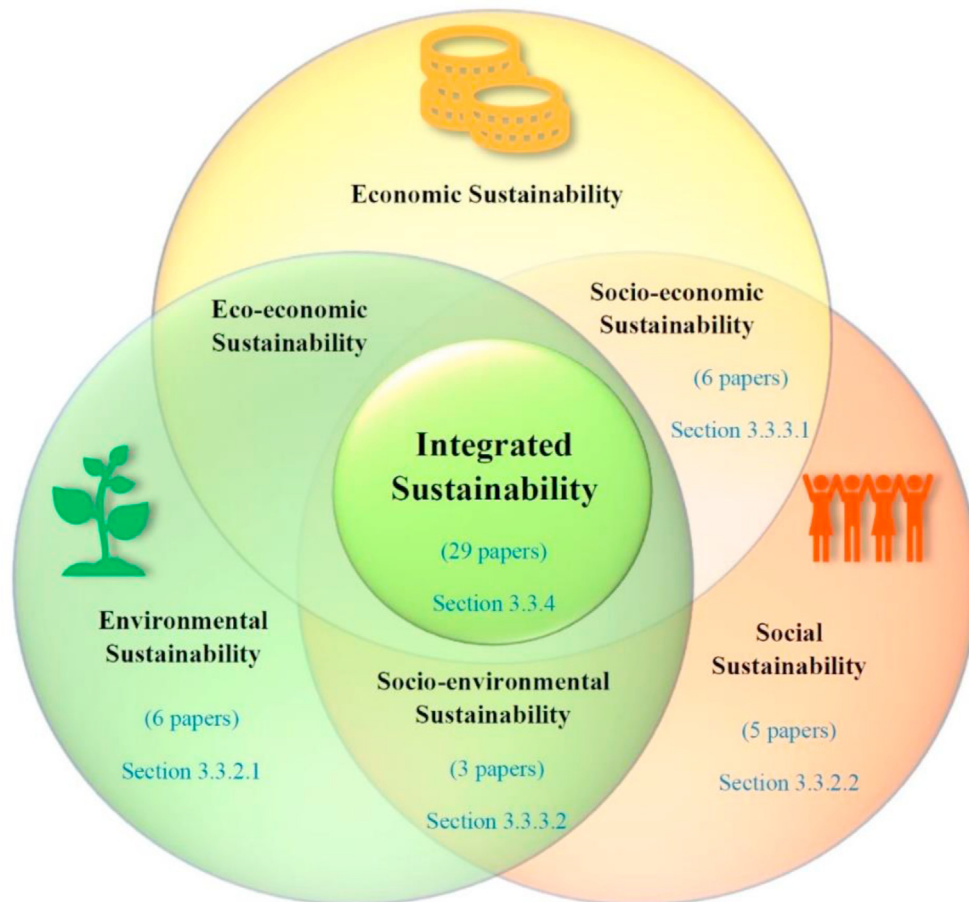 Economic Sustainability
Eco-economic
Sustainability
Socio-economic
Sustainability
(6 papers)
Section 3.3.3.1
Integrated
Sustainability
(29 papers)
Section 3.3.4
Environmental
Sustainability
(6 papers)
Section 3.3.2.1
Socio-environmental
Sustainability
(3 papers)
Section 3.3.3.2
Social
Sustainability
(5 papers)
Section 3.3.2.2